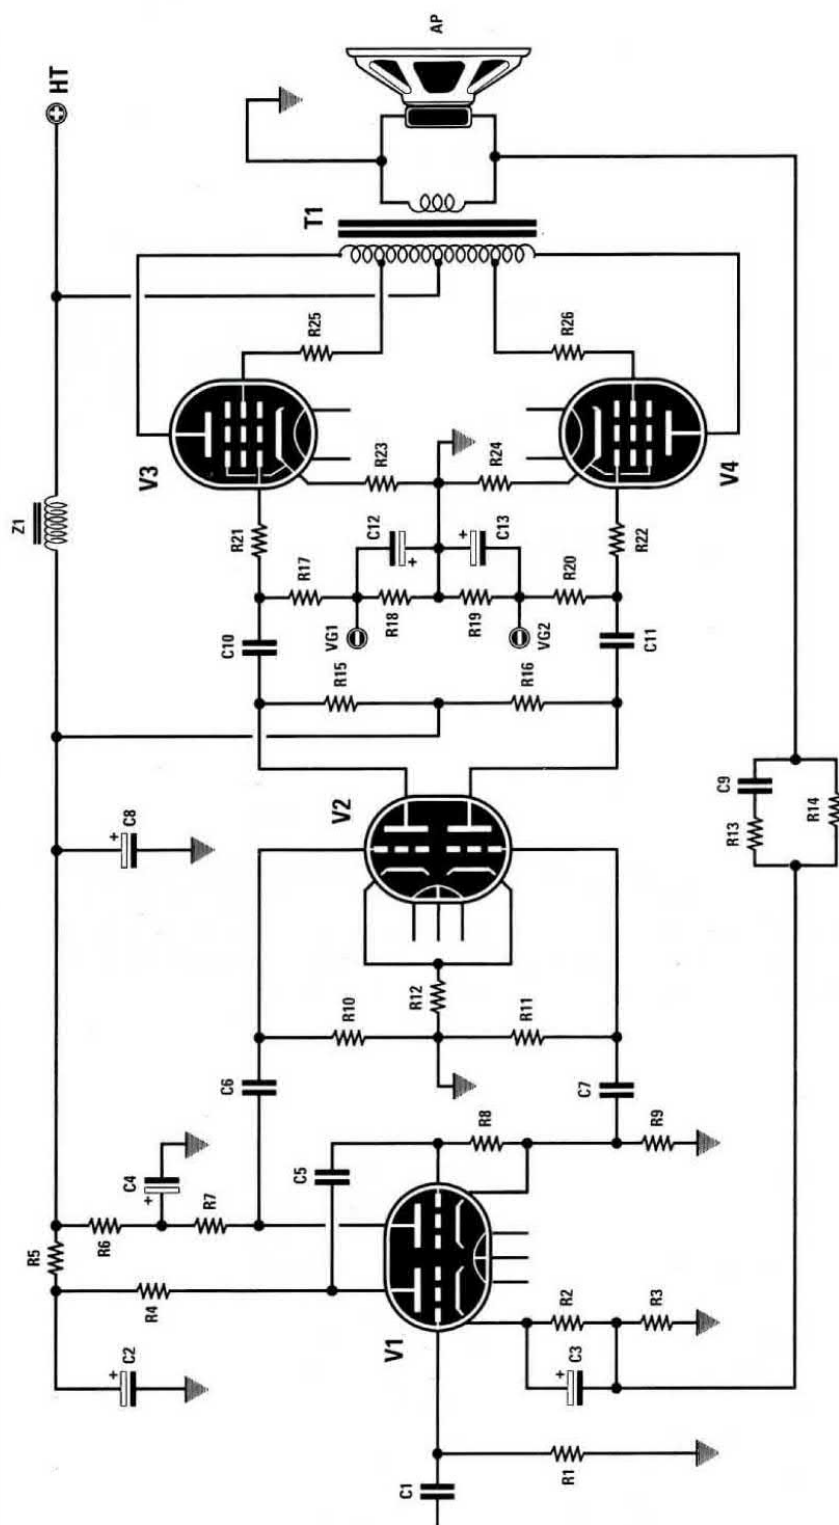 AP
HT
T1
R25
R26
V3
V4
Z1
R23
R24
R21
R22
C12
+
C13
+
R17
R18
R19
R20
VG1
VG2
C10
C11
R15
R16
V2
C8
+
C9
R13
R14
R12
R10
R11
C6
C7
R8
R9
C5
C4
+
R7
R6
R5
R4
V1
R2
R3
C3
+
C2
+
R1
C1